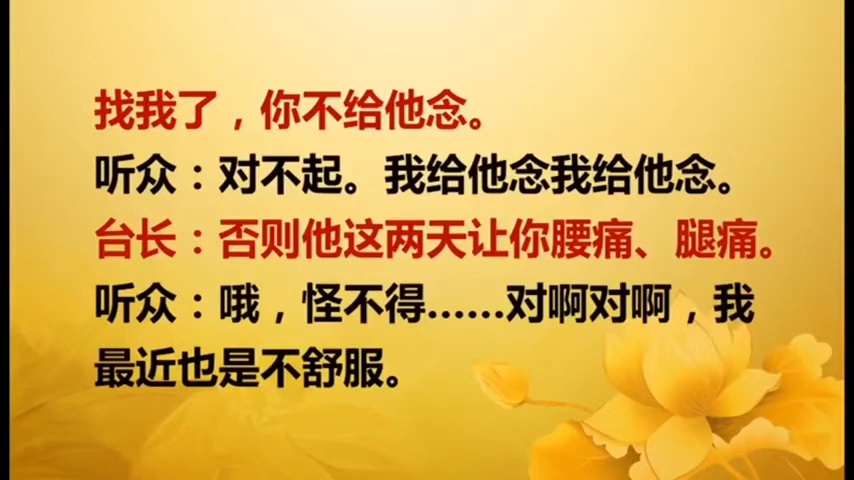 找我了，你不给他念。
听众：对不起。我给他念我给他念。
台长：否则他这两天让你腰痛、腿痛。
听众：哦，怪不得……对啊对啊，我
最近也是不舒服。